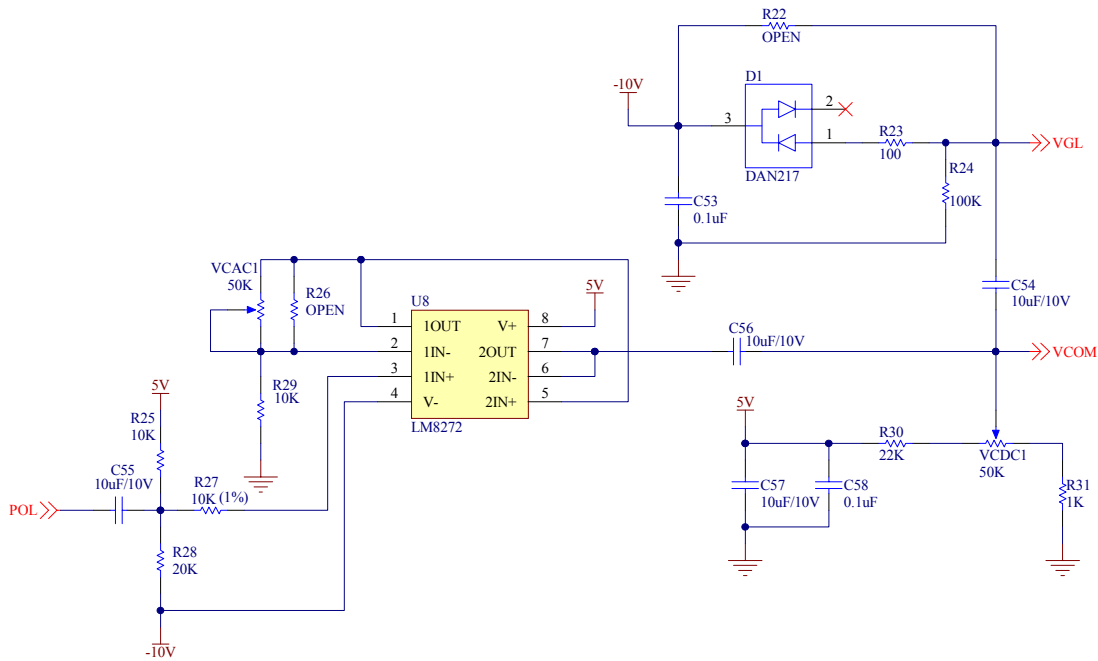 R22
OPEN
D1
-10V
3
2
1
R23
100
VGL
DAN217
R24
100K
C53
0.1uF
VCAC1
50K
R26
OPEN
U8
5V
C54
10uF/10V
1 1OUT V+ 8
2 1IN- 2OUT 7
3 1IN+ 2IN- 6
4 V- 2IN+ 5
LM8272
C56
10uF/10V
VCOM
R29
10K
5V
R25
10K
5V
R30
22K
VCDC1
50K
C55
10uF/10V
R27
10K (1%)
POL
C57
10uF/10V
C58
0.1uF
R31
1K
R28
20K
-10V